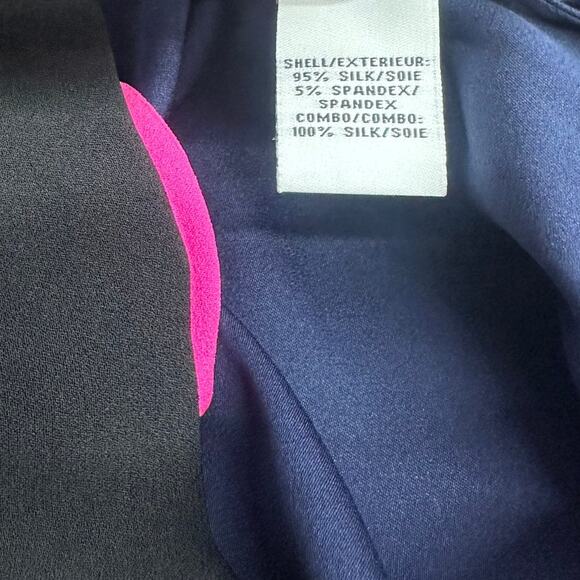 SHELL/EXTERIEUR:
95% SILK/SOIE
5% SPANDEX/
SPANDEX
COMBO/COMBO:
100% SILK/SOIE